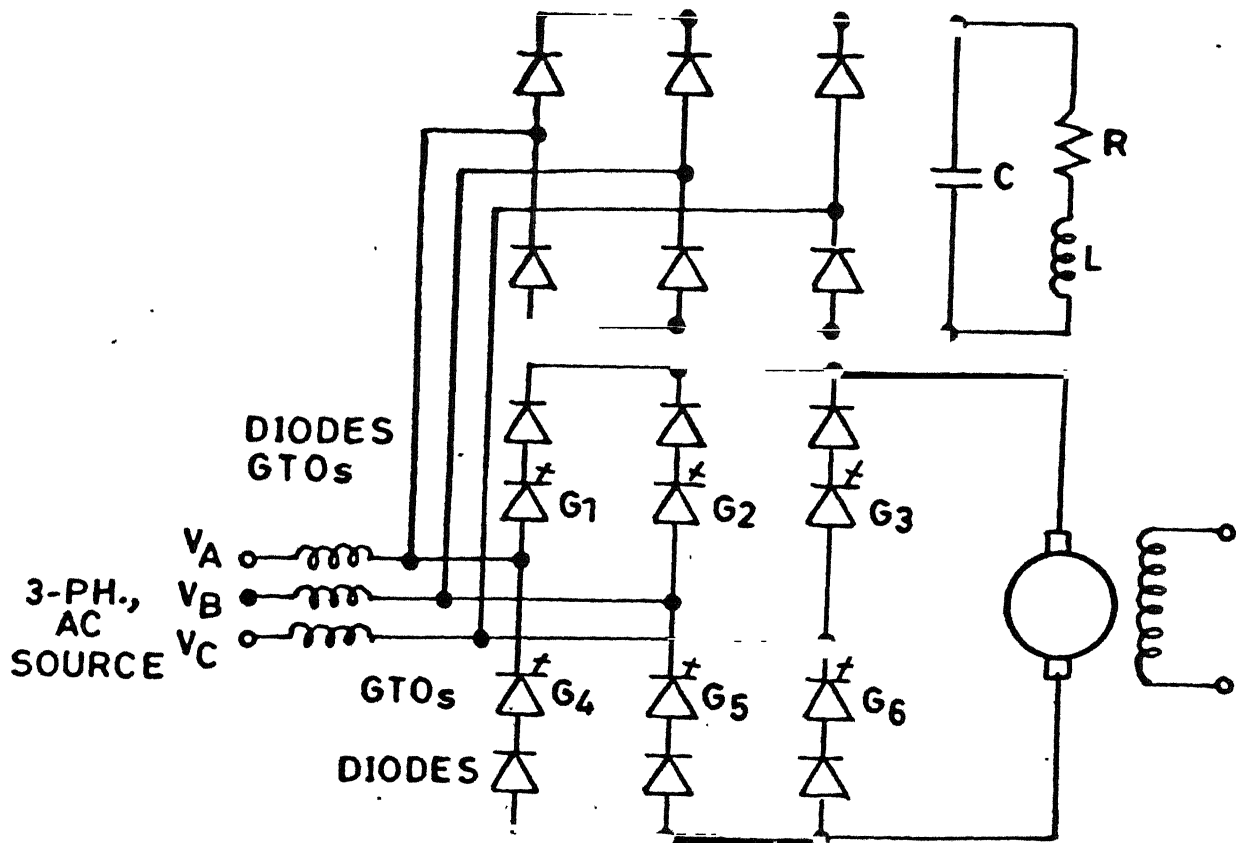 R
C
L
DIODES
GTOs
G1
G2
G3
VA
3-PH.,
VB
AC
VC
SOURCE
GTOs
G4
G5
G6
DIODES